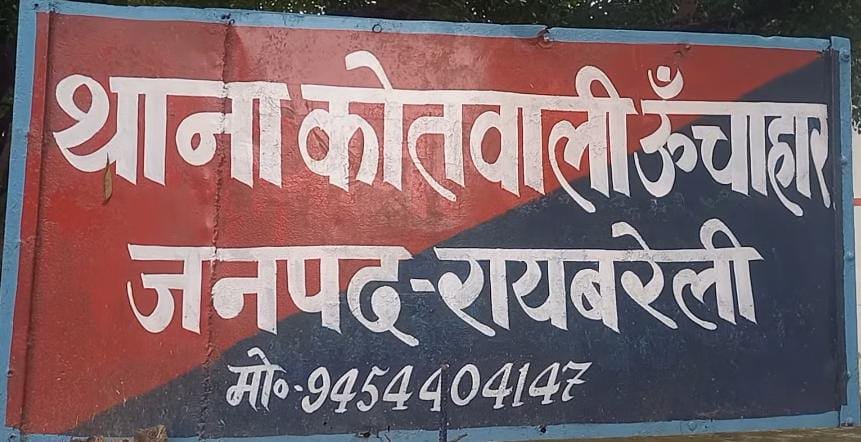 थाना कोतवाली ऊँचाहार
जनपद-रायबरेली
मो०-9454404147